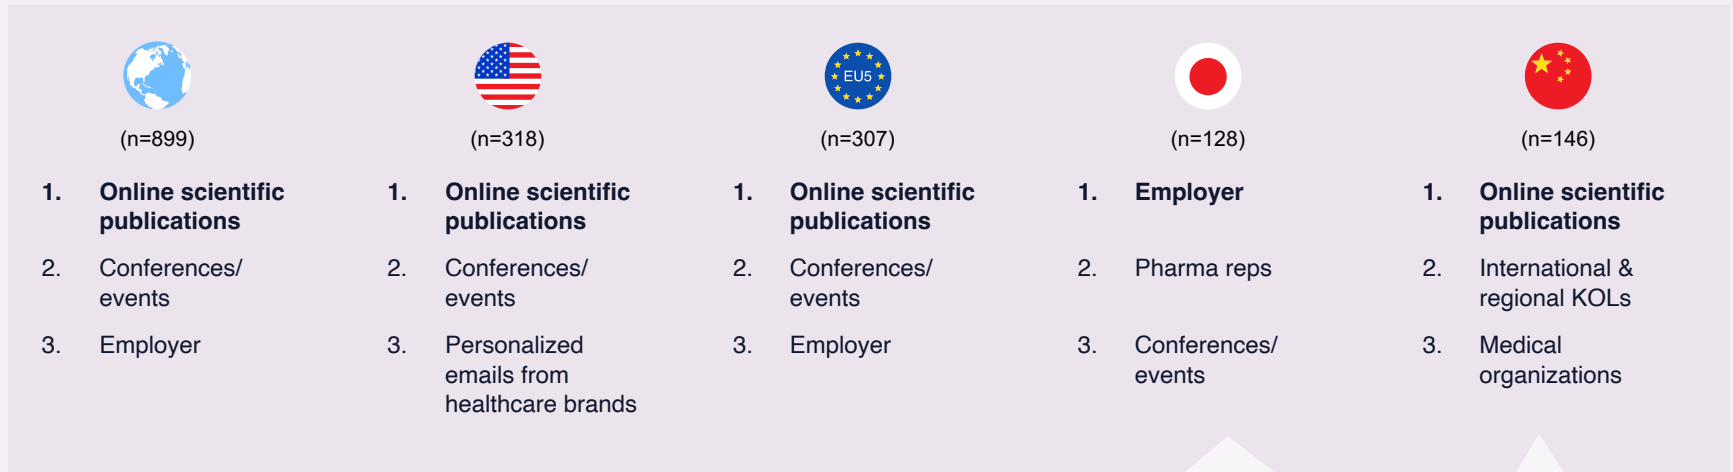 (n=899)
1. Online scientific
publications
2. Conferences/
events
3. Employer
(n=318)
1. Online scientific
publications
2. Conferences/
events
3. Personalized
emails from
healthcare brands
EU5
(n=307)
1. Online scientific
publications
2. Conferences/
events
3. Employer
(n=128)
1. Employer
2. Pharma reps
3. Conferences/
events
(n=146)
1. Online scientific
publications
2. International &
regional KOLs
3. Medical
organizations